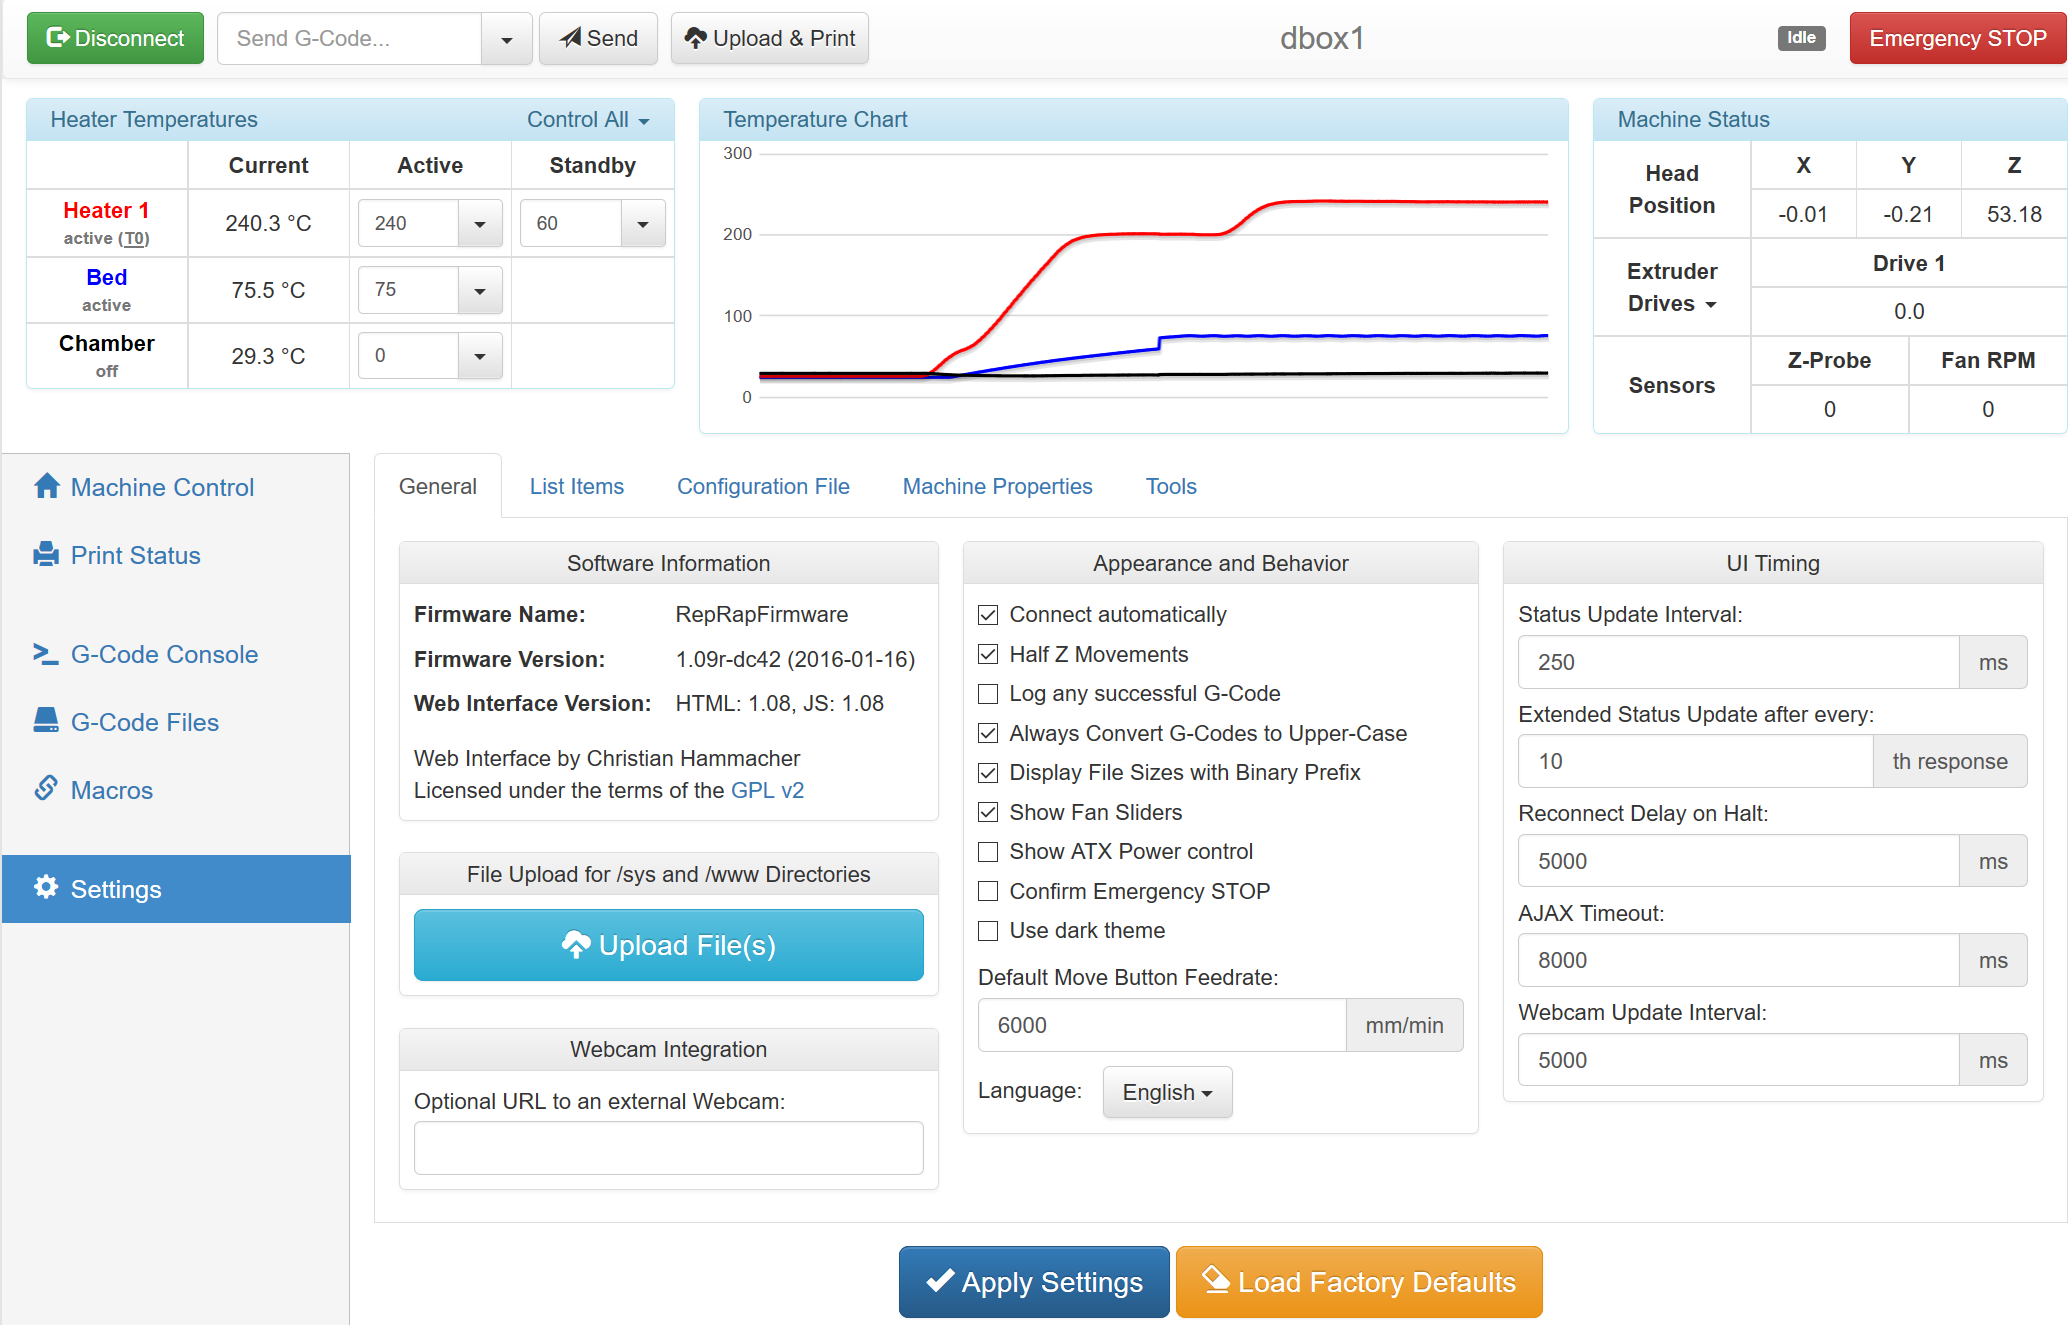 Disconnect
Send G-Code...
Send
Upload & Print
dbox1
Idle
Emergency STOP
Heater Temperatures
Control All
Current Active Standby
Heater 1
active (T0)
240.3 °C
240
60
Bed
active
75.5 °C
75
Chamber
off
29.3 °C
0
Temperature Chart
300
200
100
0
Machine Status
Head
Position
X Y Z
-0.01 -0.21 53.18
Extruder
Drives
Drive 1
0.0
Sensors
Z-Probe Fan RPM
0 0
Machine Control
Print Status
G-Code Console
G-Code Files
Macros
Settings
General
List Items
Configuration File
Machine Properties
Tools
Software Information
Firmware Name: RepRapFirmware
Firmware Version: 1.09r-dc42 (2016-01-16)
Web Interface Version: HTML: 1.08, JS: 1.08
Web Interface by Christian Hammacher
Licensed under the terms of the GPL v2
File Upload for /sys and /www Directories
Upload File(s)
Webcam Integration
Optional URL to an external Webcam:
Appearance and Behavior
Connect automatically
Half Z Movements
Log any successful G-Code
Always Convert G-Codes to Upper-Case
Display File Sizes with Binary Prefix
Show Fan Sliders
Show ATX Power control
Confirm Emergency STOP
Use dark theme
Default Move Button Feedrate:
6000 mm/min
Language: English
UI Timing
Status Update Interval:
250 ms
Extended Status Update after every:
10 th response
Reconnect Delay on Halt:
5000 ms
AJAX Timeout:
8000 ms
Webcam Update Interval:
5000 ms
Apply Settings
Load Factory Defaults